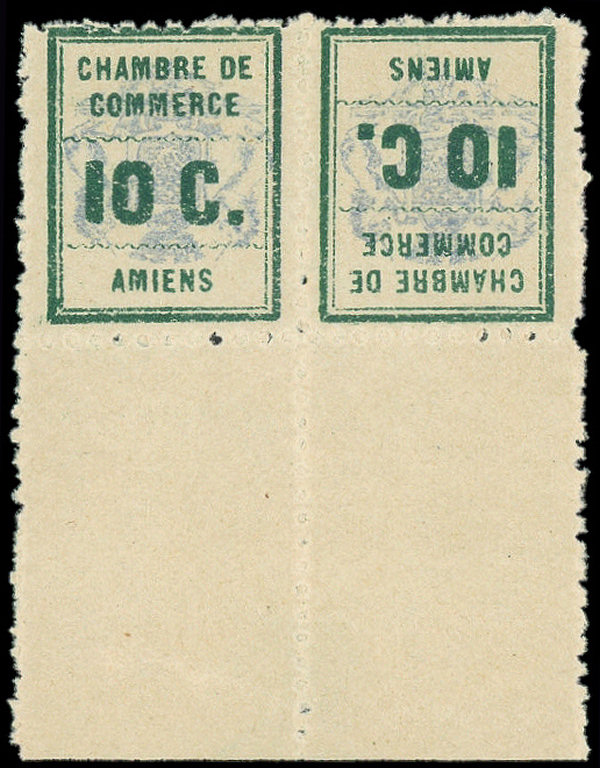 CHAMBRE DE
COMMERCE
10 C.
AMIENS
CHAMBRE DE
COMMERCE
10 C.
AMIENS